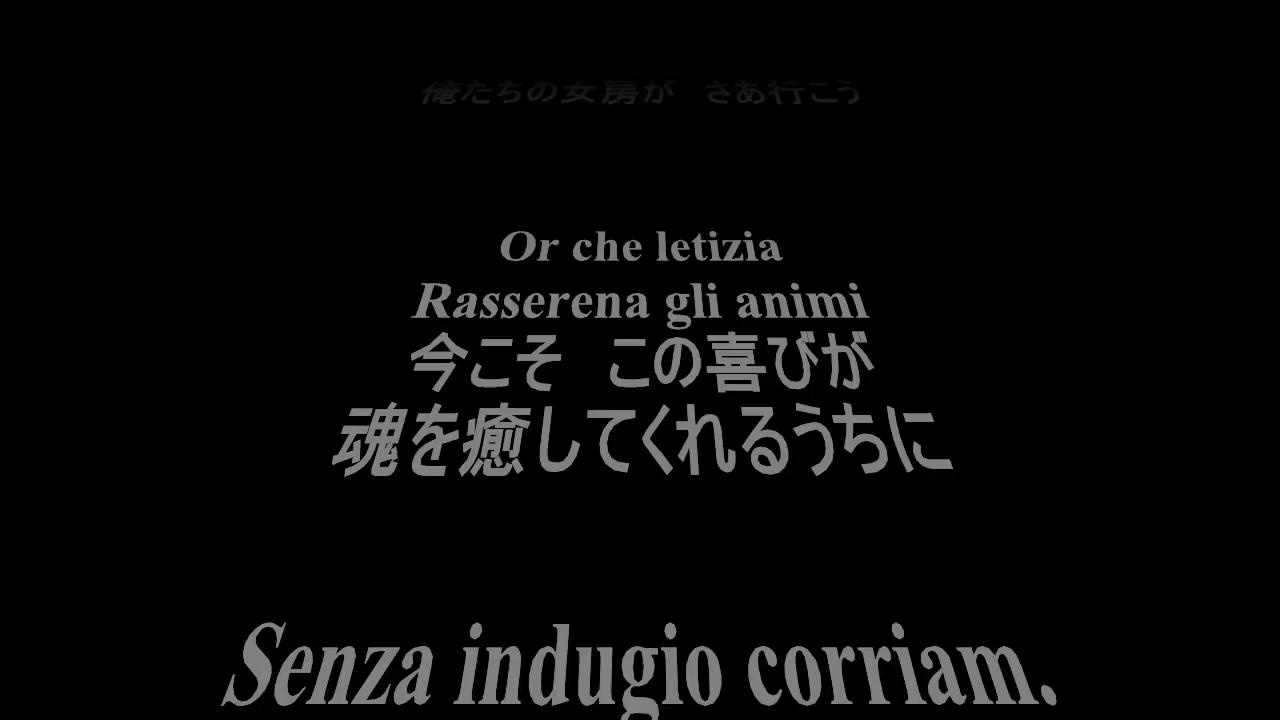 俺たちの女房が　さあ行こう
Or che letizia
Rasserena gli animi
今こそ　この喜びが
魂を癒してくれるうちに
Senza indugio corriam.